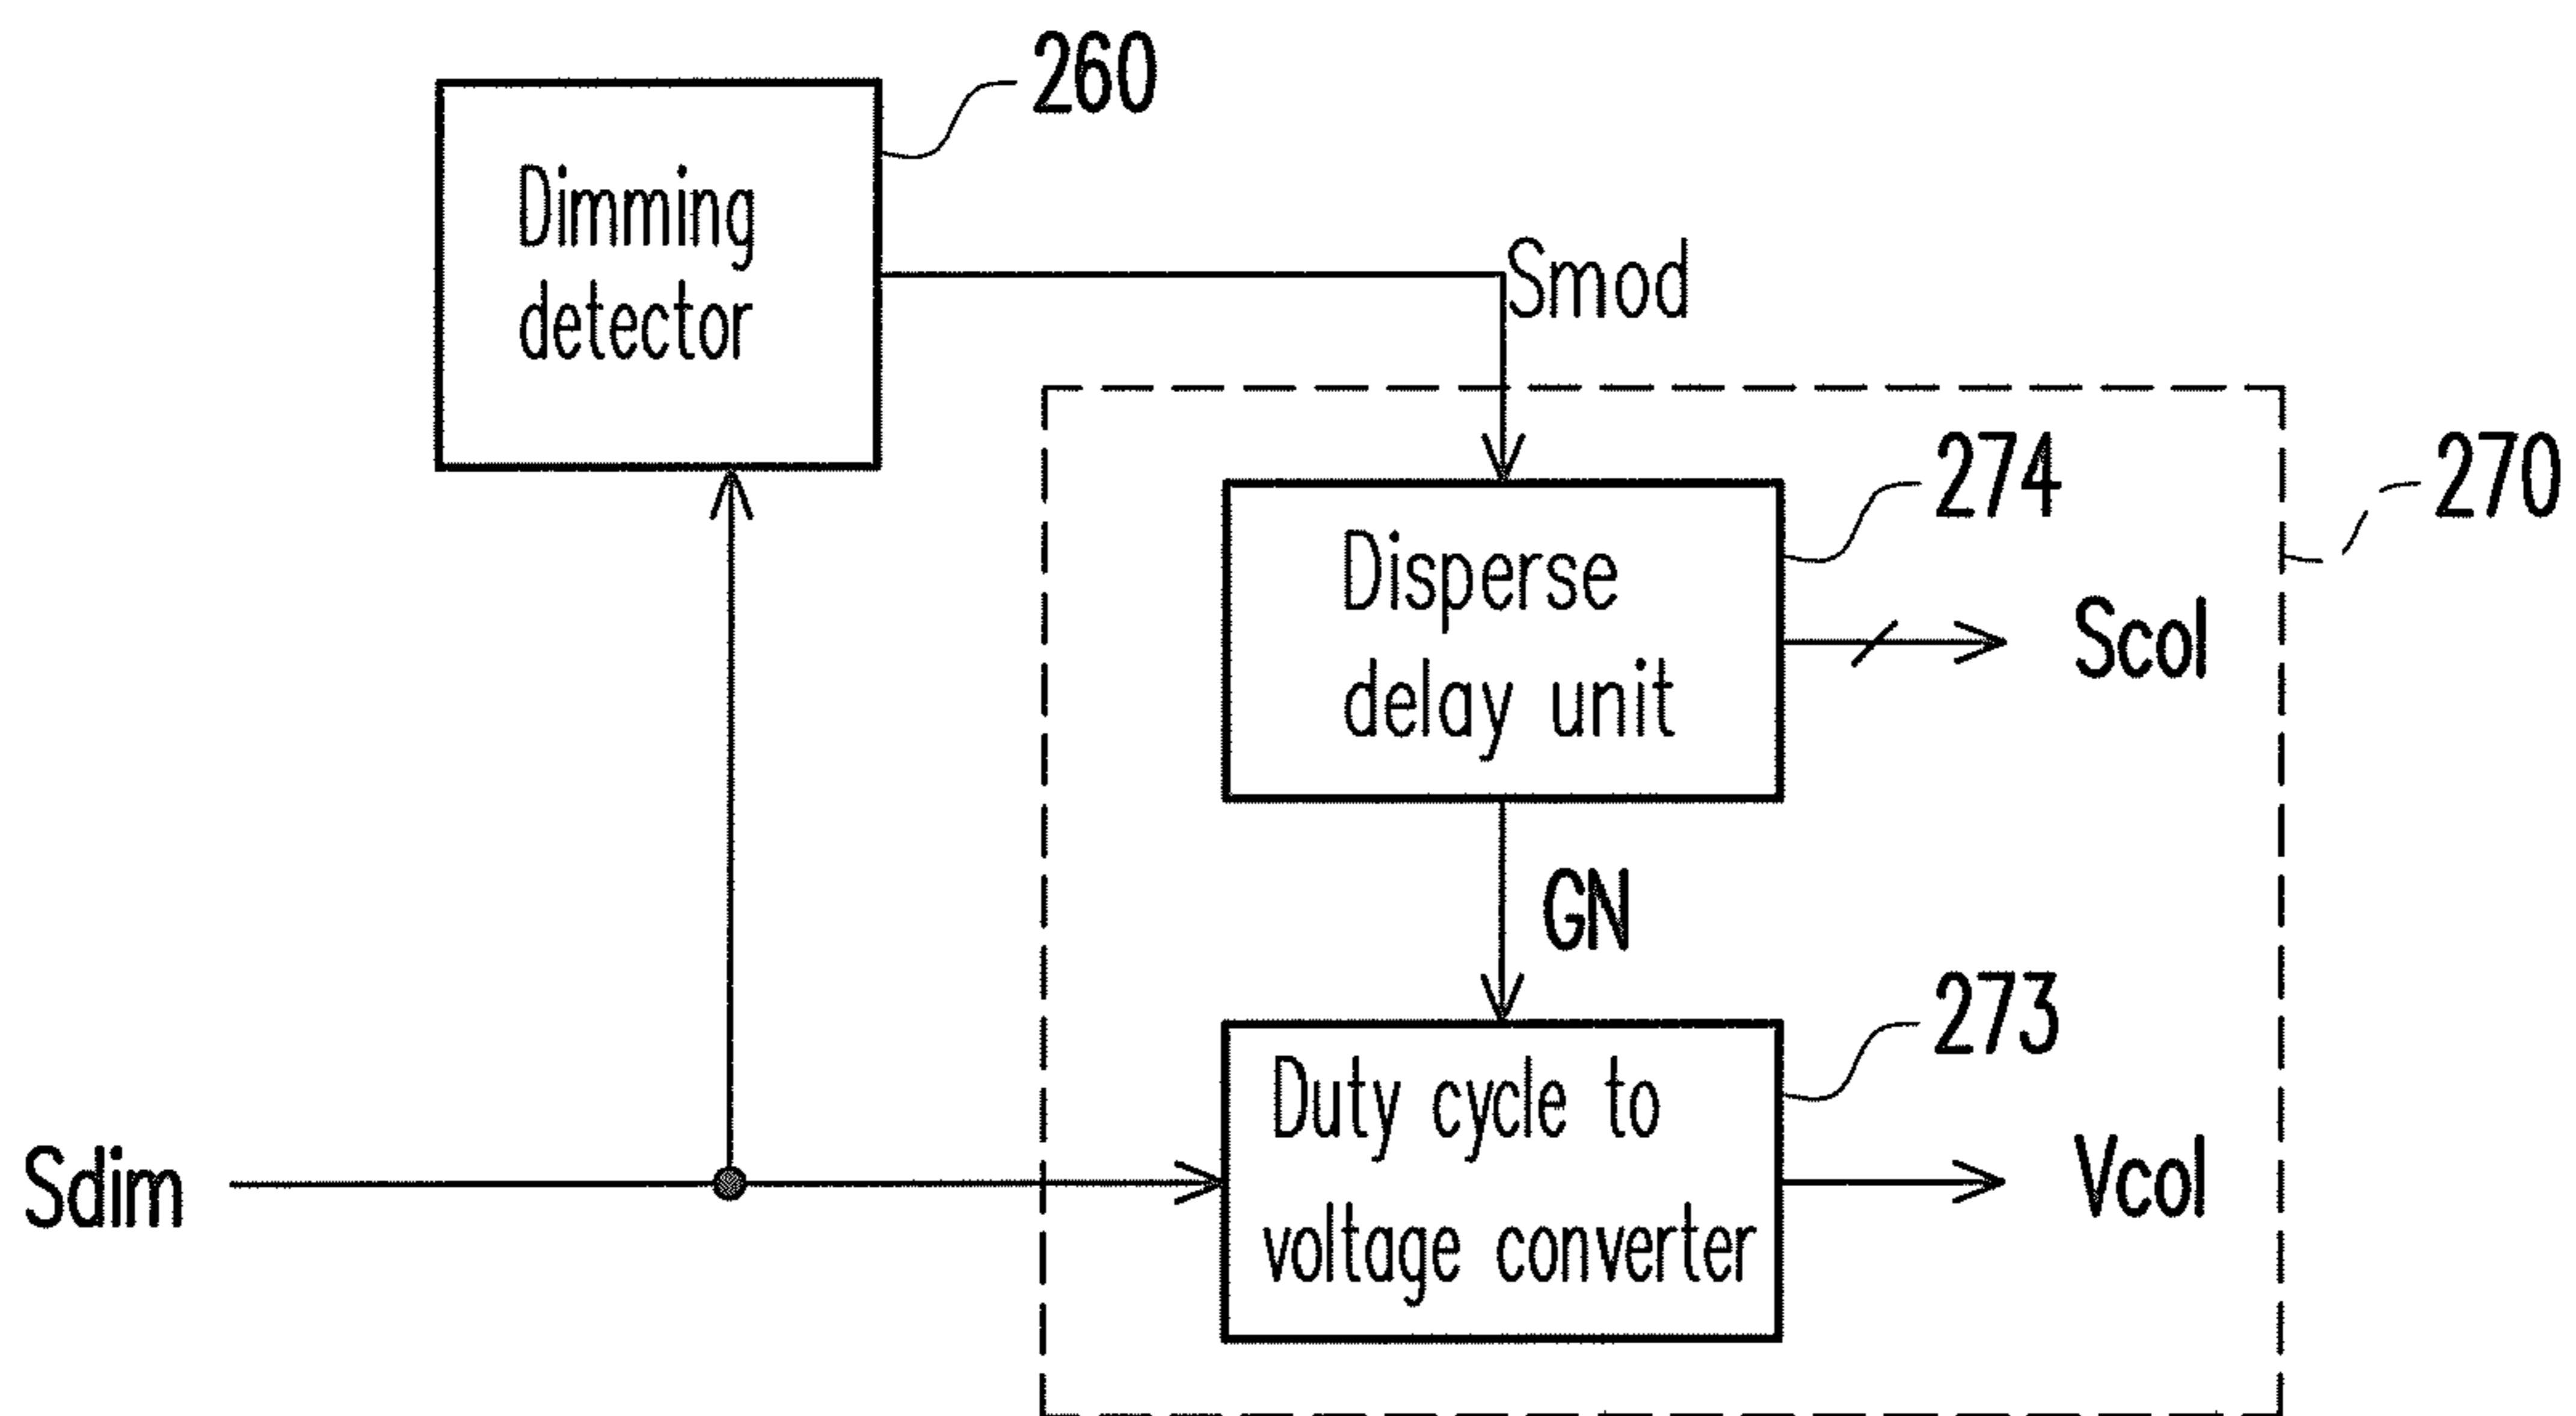 260
Dimming
detector
Smod
274
270
Disperse
delay unit
Scol
GN
273
Duty cycle to
voltage converter
Sdim
Vcol